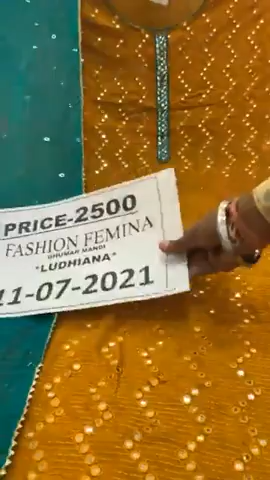 PRICE-2500
FASHION FEMINA
GHUMAR MANDI
"LUDHIANA"
11-07-2021